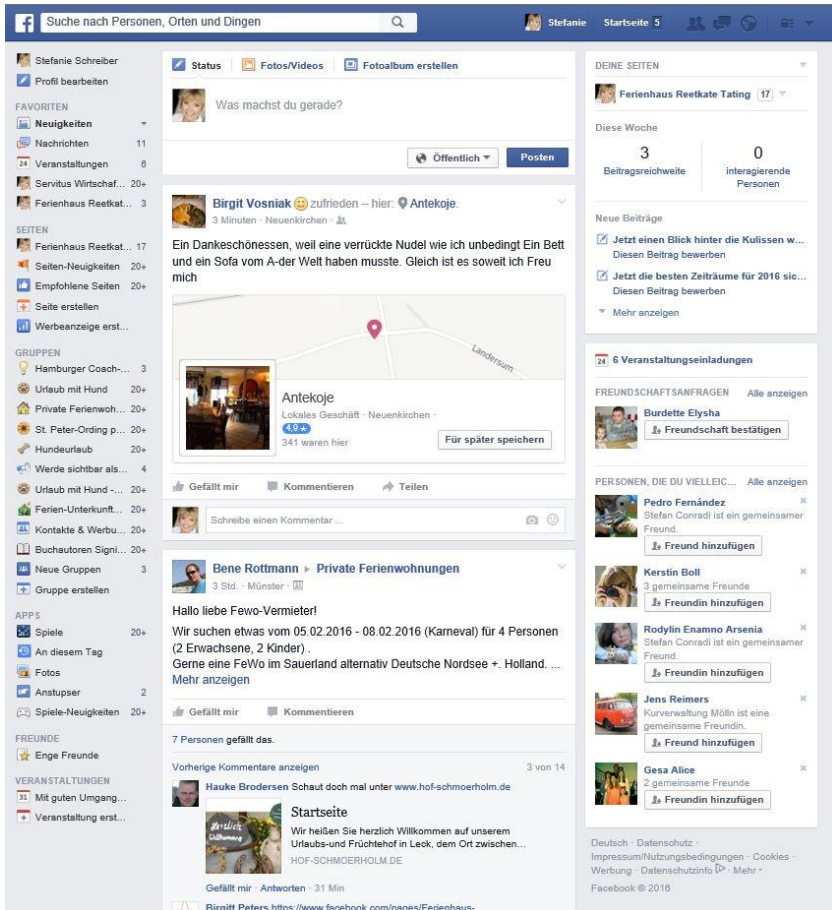 Suche nach Personen, Orten und Dingen
Stefanie Startseite 5
Stefanie Schreiber
Profil bearbeiten
FAVORITEN
Neuigkeiten
Nachrichten 11
24 Veranstaltungen 6
Servitus Wirtschaf... 20+
Ferienhaus Reetkat... 3
SEITEN
Ferienhaus Reetkat... 17
Seiten-Neuigkeiten 20+
Empfohlene Seiten 20+
Seite erstellen
Werbeanzeige erst...
GRUPPEN
Hamburger Coach-... 3
Urlaub mit Hund 20+
Private Ferienwoh... 20+
St. Peter-Ording p... 20+
Hundeurlaub 20+
Werde sichtbar als... 4
Urlaub mit Hund -... 20+
Ferien-Unterkunft... 20+
Kontakte & Werbu... 20+
Buchautoren Signi... 20+
Neue Gruppen 3
Gruppe erstellen
APPS
Spiele 20+
An diesem Tag
Fotos
Anstupser 2
Spiele-Neuigkeiten 20+
FREUNDE
Enge Freunde
VERANSTALTUNGEN
31 Mit guten Umgang...
Veranstaltung erst...
Status Fotos/Videos Fotoalbum erstellen
Was machst du gerade?
Öffentlich Posten
Birgit Vosniak zufrieden – hier: Antekoje.
3 Minuten · Neuenkirchen ·
Ein Dankeschönessen, weil eine verrückte Nudel wie ich unbedingt Ein Bett
und ein Sofa vom A-der Welt haben musste. Gleich ist es soweit ich Freu
mich
Landersum
Antekoje
Lokales Geschäft · Neuenkirchen ·
4,9 ★
341 waren hier
Für später speichern
Gefällt mir Kommentieren Teilen
Schreibe einen Kommentar ...
Bene Rottmann ▸ Private Ferienwohnungen
3 Std. · Münster ·
Hallo liebe Fewo-Vermieter!
Wir suchen etwas vom 05.02.2016 - 08.02.2016 (Karneval) für 4 Personen
(2 Erwachsene, 2 Kinder) .
Gerne eine FeWo im Sauerland alternativ Deutsche Nordsee +. Holland. ...
Mehr anzeigen
Gefällt mir Kommentieren
7 Personen gefällt das.
Vorherige Kommentare anzeigen 3 von 14
Hauke Brodersen Schaut doch mal unter www.hof-schmoerholm.de
Herzlich Willkommen
Startseite
Wir heißen Sie herzlich Willkommen auf unserem
Urlaubs-und Früchtehof in Leck, dem Ort zwischen...
HOF-SCHMOERHOLM.DE
Gefällt mir · Antworten · 31 Min
Birgitt Peters https://www.facebook.com/pages/Ferienhaus-
DEINE SEITEN
Ferienhaus Reetkate Tating 17
Diese Woche
3 0
Beitragsreichweite interagierende
Personen
Neue Beiträge
Jetzt einen Blick hinter die Kulissen w...
Diesen Beitrag bewerben
Jetzt die besten Zeiträume für 2016 sic...
Diesen Beitrag bewerben
Mehr anzeigen
24 6 Veranstaltungseinladungen
FREUNDSCHAFTSANFRAGEN Alle anzeigen
Burdette Elysha
Freundschaft bestätigen
PERSONEN, DIE DU VIELLEIC... Alle anzeigen
Pedro Fernández
Stefan Conradi ist ein gemeinsamer
Freund.
Freund hinzufügen
Kerstin Boll
3 gemeinsame Freunde
Freundin hinzufügen
Rodylin Enamno Arsenia
Stefan Conradi ist ein gemeinsamer
Freund.
Freundin hinzufügen
Jens Reimers
Kurverwaltung Mölln ist eine
gemeinsame Freundin.
Freund hinzufügen
Gesa Alice
2 gemeinsame Freunde
Freundin hinzufügen
Deutsch · Datenschutz ·
Impressum/Nutzungsbedingungen · Cookies ·
Werbung · Datenschutzinfo · Mehr
Facebook © 2016